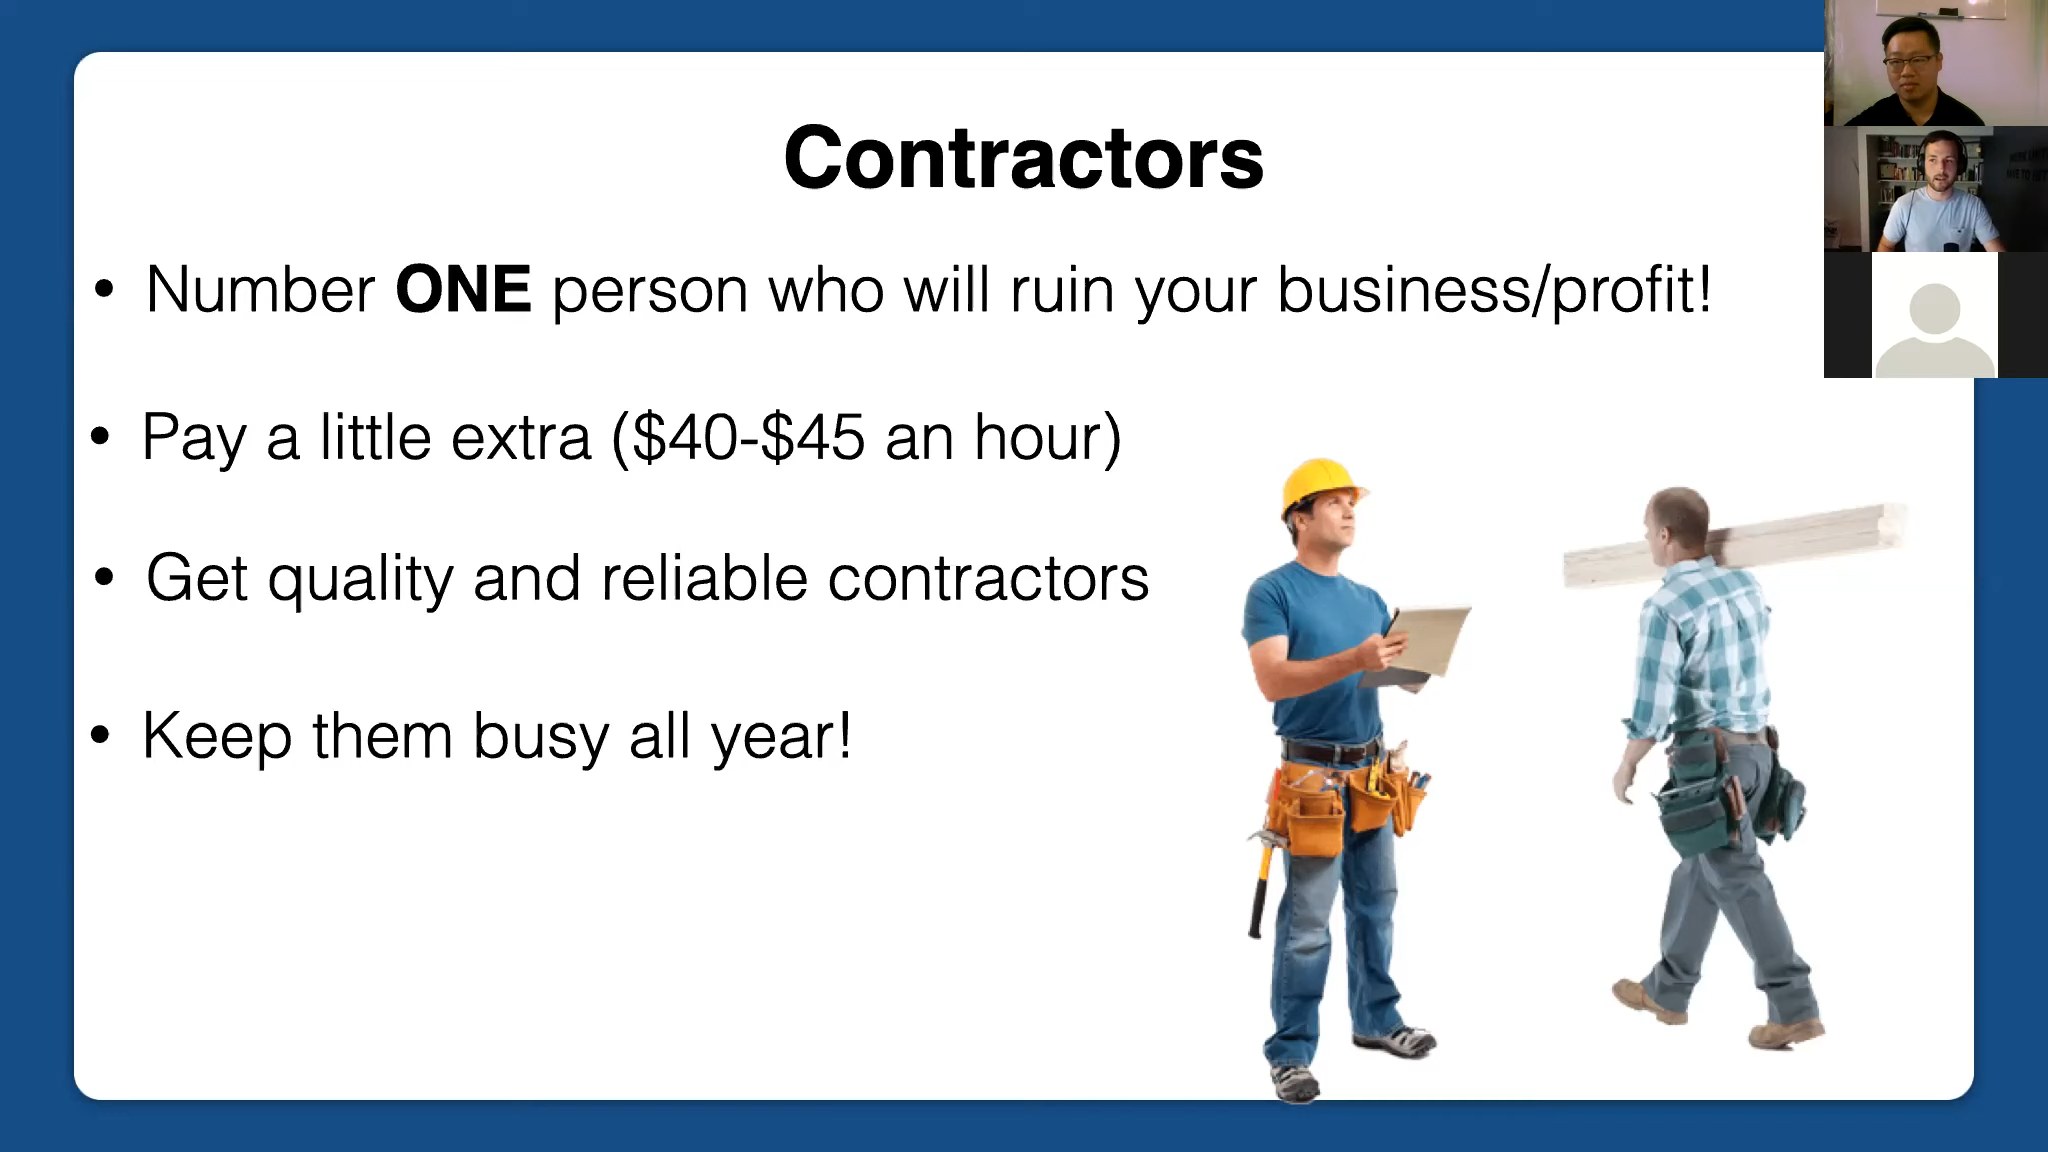 Contractors
• Number ONE person who will ruin your business/profit!
• Pay a little extra ($40-$45 an hour)
• Get quality and reliable contractors
• Keep them busy all year!